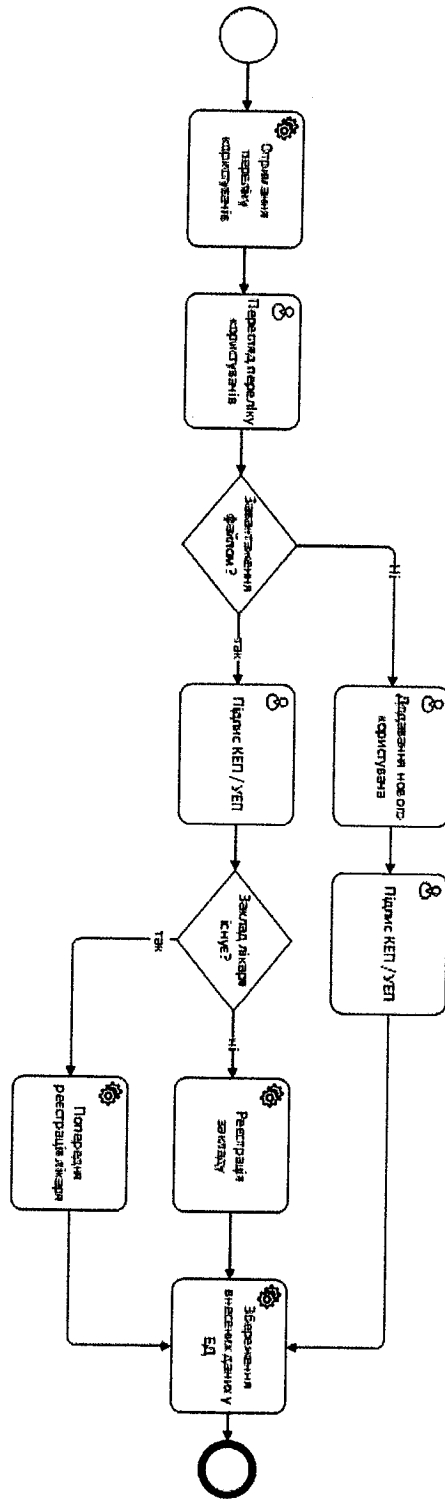 Отримання
переліку
користувачів
Перегляд переліку
користувачів
Завантаження
файлом?
Ні
так
Додавання нового
користувача
Підпис КЕП / УЕП
Підпис КЕП / УЕП
Заклад лікаря
існує?
ні
так
Реєстрація
закладу
Попередня
реєстрація лікаря
Збереження
внесених даних у
БД